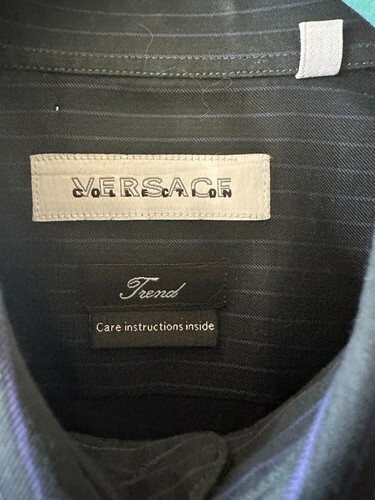 VERSACE
COLLECTION
Trend
Care instructions inside